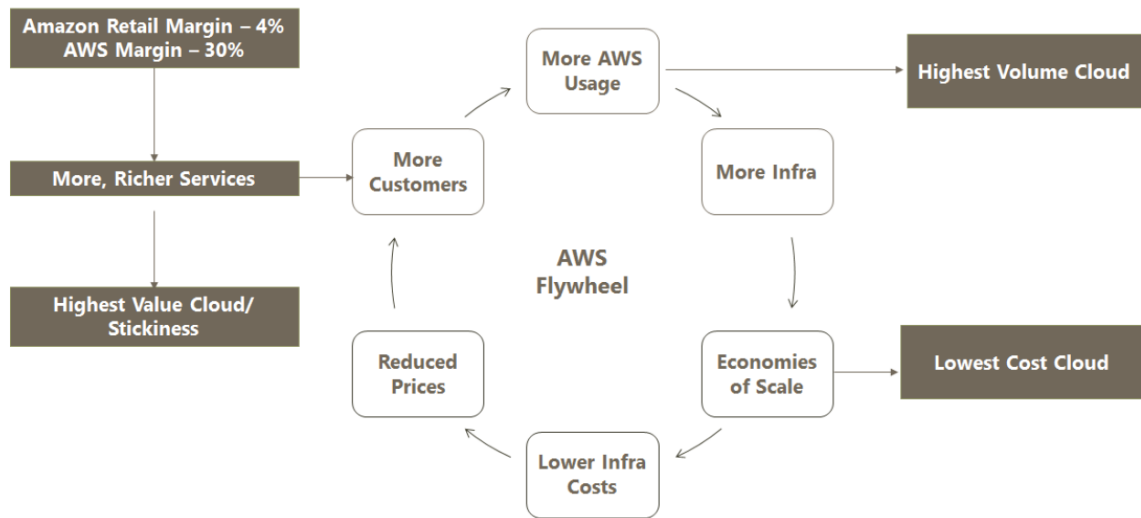 Amazon Retail Margin – 4%
AWS Margin – 30%
More AWS
Usage
Highest Volume Cloud
More
Customers
More, Richer Services
More Infra
AWS
Flywheel
Highest Value Cloud/
Stickiness
Reduced
Prices
Economies
of Scale
Lowest Cost Cloud
Lower Infra
Costs